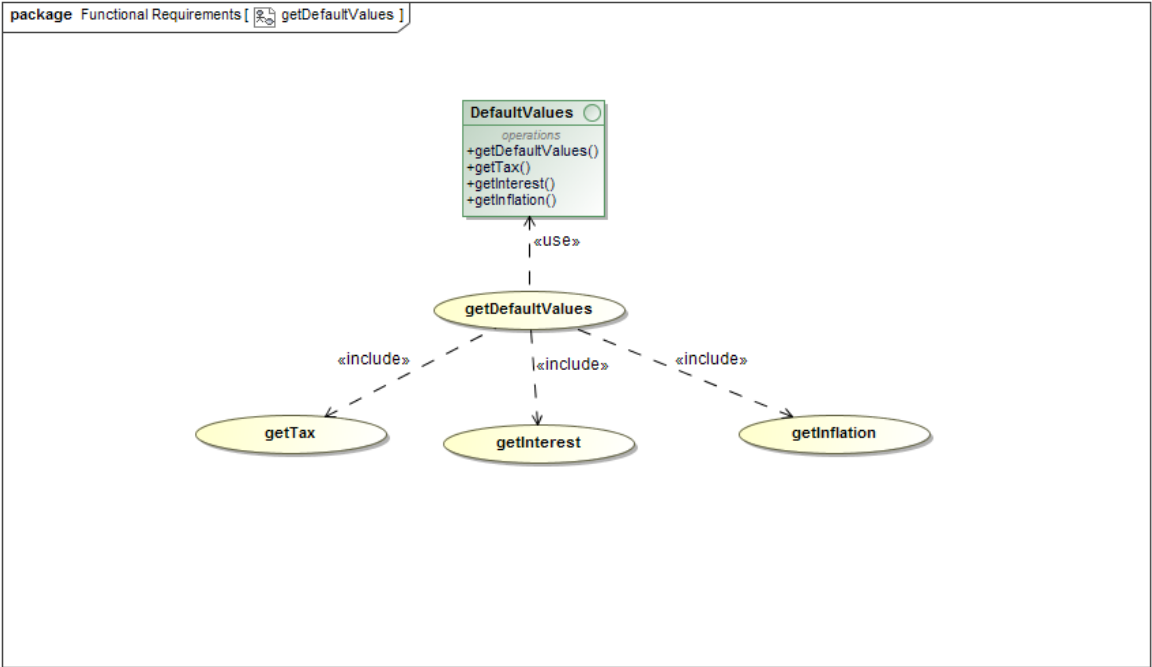 package Functional Requirements [ getDefaultValues ]
DefaultValues
operations
+getDefaultValues()
+getTax()
+getInterest()
+getInflation()
«use»
getDefaultValues
«include»
«include»
«include»
getTax
getInterest
getInflation